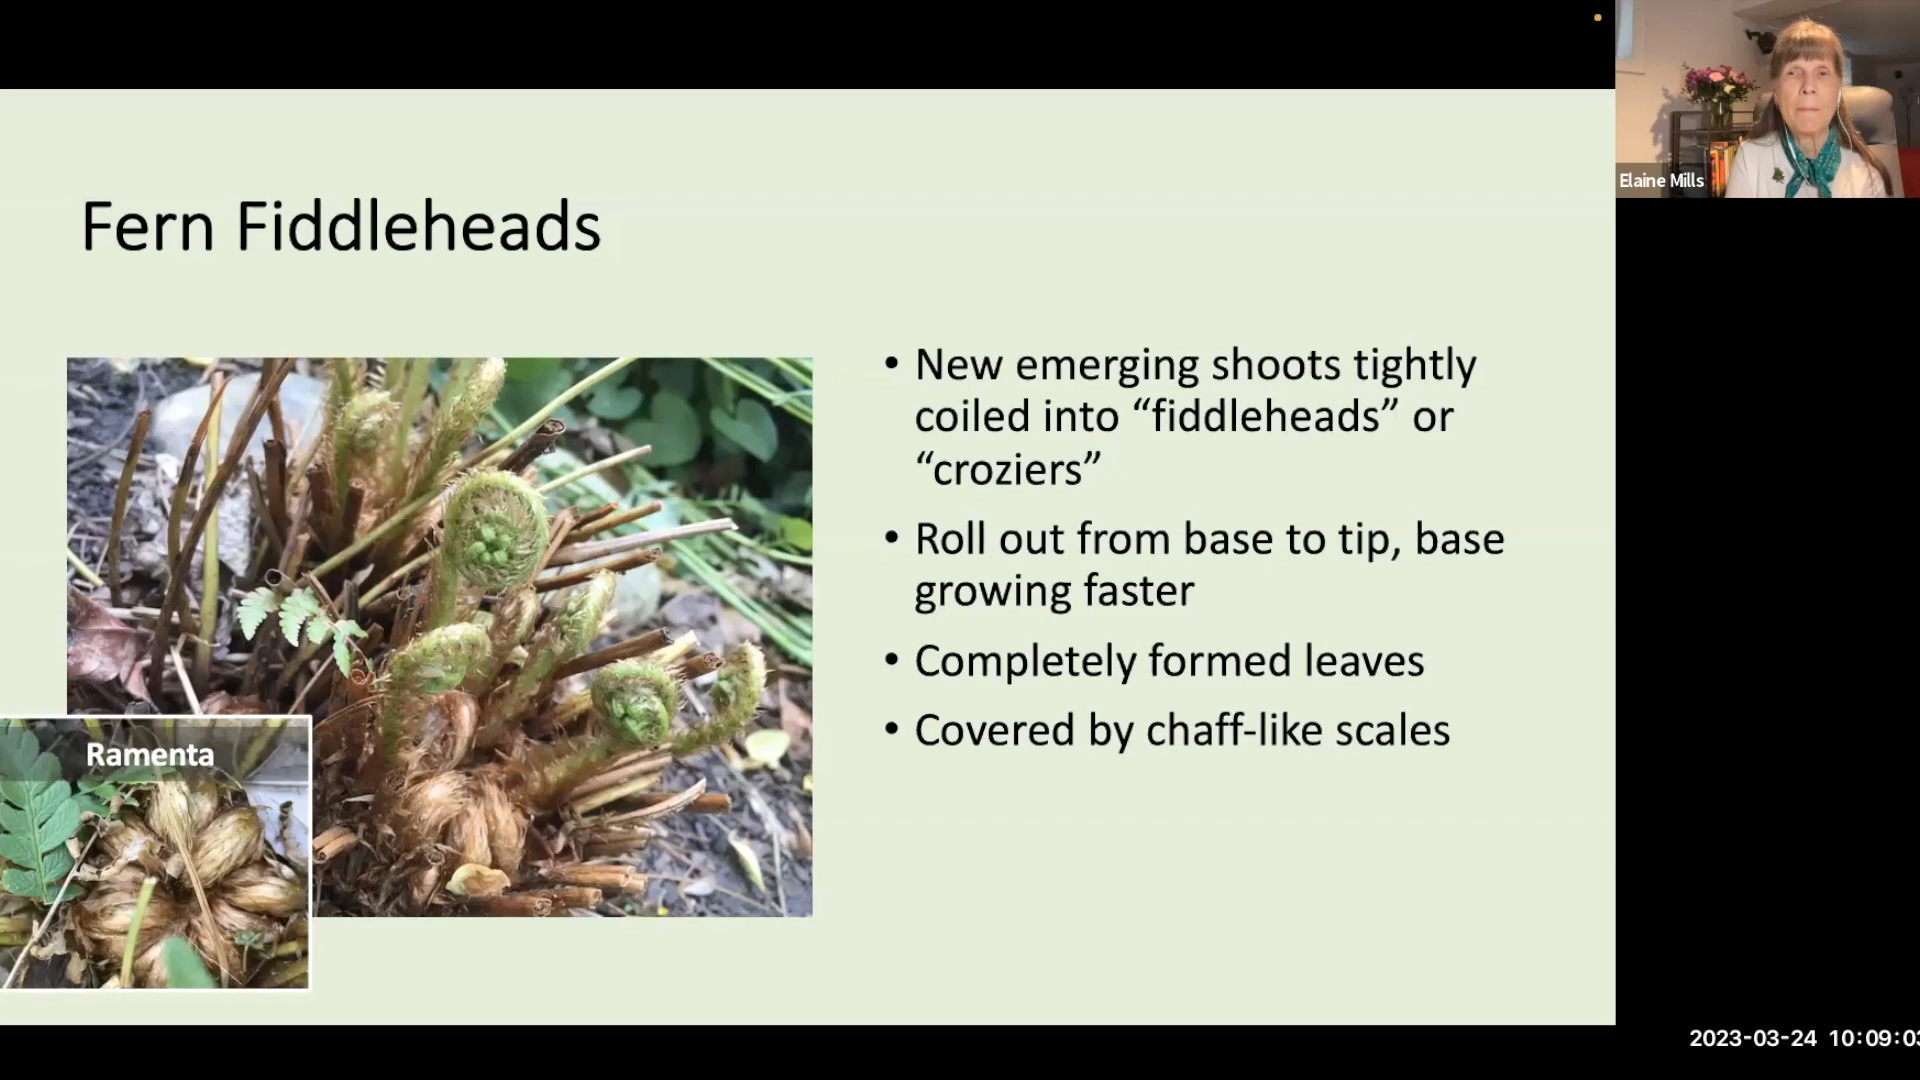 Elaine Mills
Fern Fiddleheads
• New emerging shoots tightly
coiled into “fiddleheads” or
“croziers”
• Roll out from base to tip, base
growing faster
• Completely formed leaves
• Covered by chaff-like scales
Ramenta
2023-03-24 10:09:03